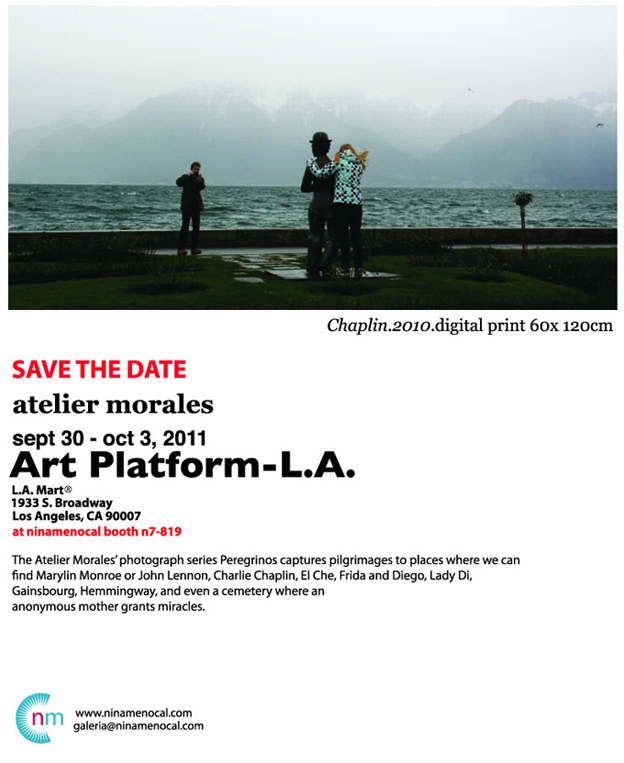 Chaplin.2010.digital print 60x 120cm
SAVE THE DATE
atelier morales
sept 30 - oct 3, 2011
Art Platform-L.A.
L.A. Mart®
1933 S. Broadway
Los Angeles, CA 90007
at ninamenocal booth n7-819
The Atelier Morales' photograph series Peregrinos captures pilgrimages to places where we can
find Marylin Monroe or John Lennon, Charlie Chaplin, El Che, Frida and Diego, Lady Di,
Gainsbourg, Hemmingway, and even a cemetery where an
anonymous mother grants miracles.
nm
www.ninamenocal.com
galeria@ninamenocal.com